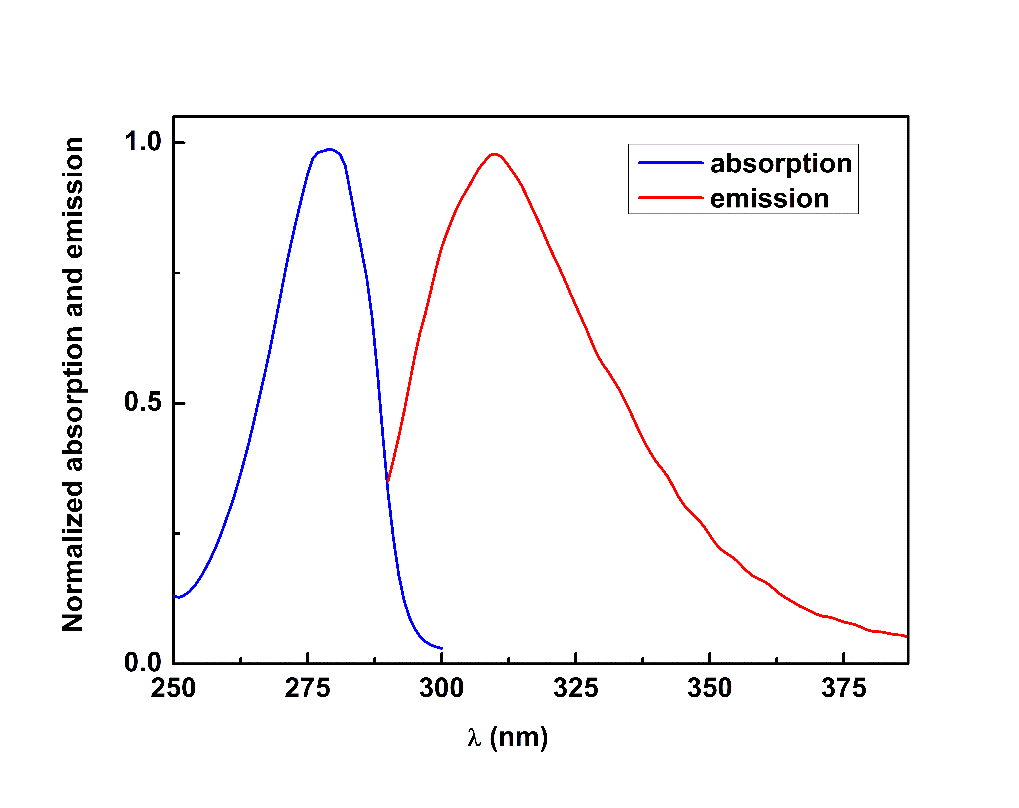 Normalized absorption and emission
1.0
0.5
0.0
absorption
emission
250 275 300 325 350 375
λ (nm)